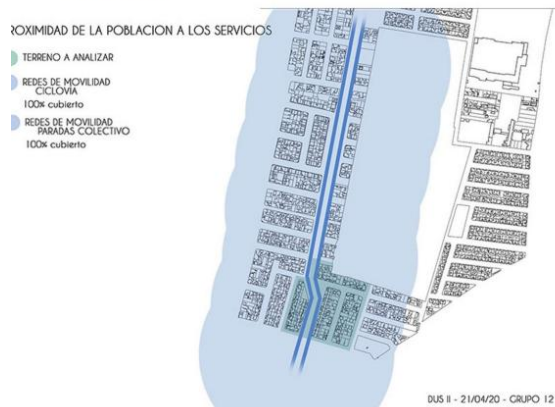 ROXIMIDAD DE LA POBLACION A LOS SERVICIOS
TERRENO A ANALIZAR
REDES DE MOVILIDAD
CICLOVÍA
100% cubierto
REDES DE MOVILIDAD
PARADAS COLECTIVO
100% cubierto
DUS II - 21/04/20 - GRUPO 12